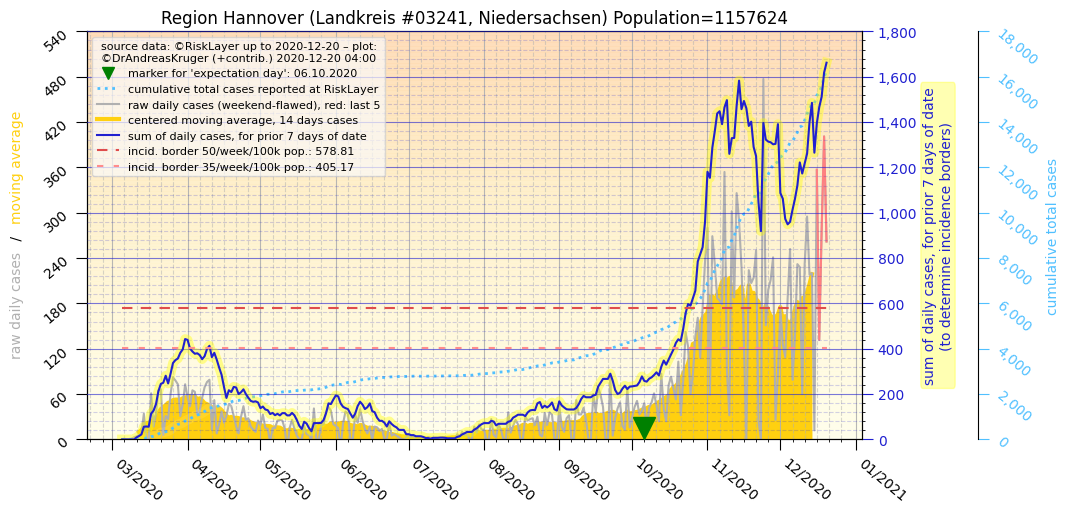 Region Hannover (Landkreis #03241, Niedersachsen) Population=1157624
source data: ©RiskLayer up to 2020-12-20 – plot:
©DrAndreasKruger (+contrib.) 2020-12-20 04:00
marker for 'expectation day': 06.10.2020
cumulative total cases reported at RiskLayer
raw daily cases (weekend-flawed), red: last 5
centered moving average, 14 days cases
sum of daily cases, for prior 7 days of date
incid. border 50/week/100k pop.: 578.81
incid. border 35/week/100k pop.: 405.17
raw daily cases / moving average
540
480
420
360
300
240
180
120
60
0
03/2020
04/2020
05/2020
06/2020
07/2020
08/2020
09/2020
10/2020
11/2020
12/2020
01/2021
1,800
1,600
1,400
1,200
1,000
800
600
400
200
0
sum of daily cases, for prior 7 days of date
(to determine incidence borders)
18,000
16,000
14,000
12,000
10,000
8,000
6,000
4,000
2,000
0
cumulative total cases